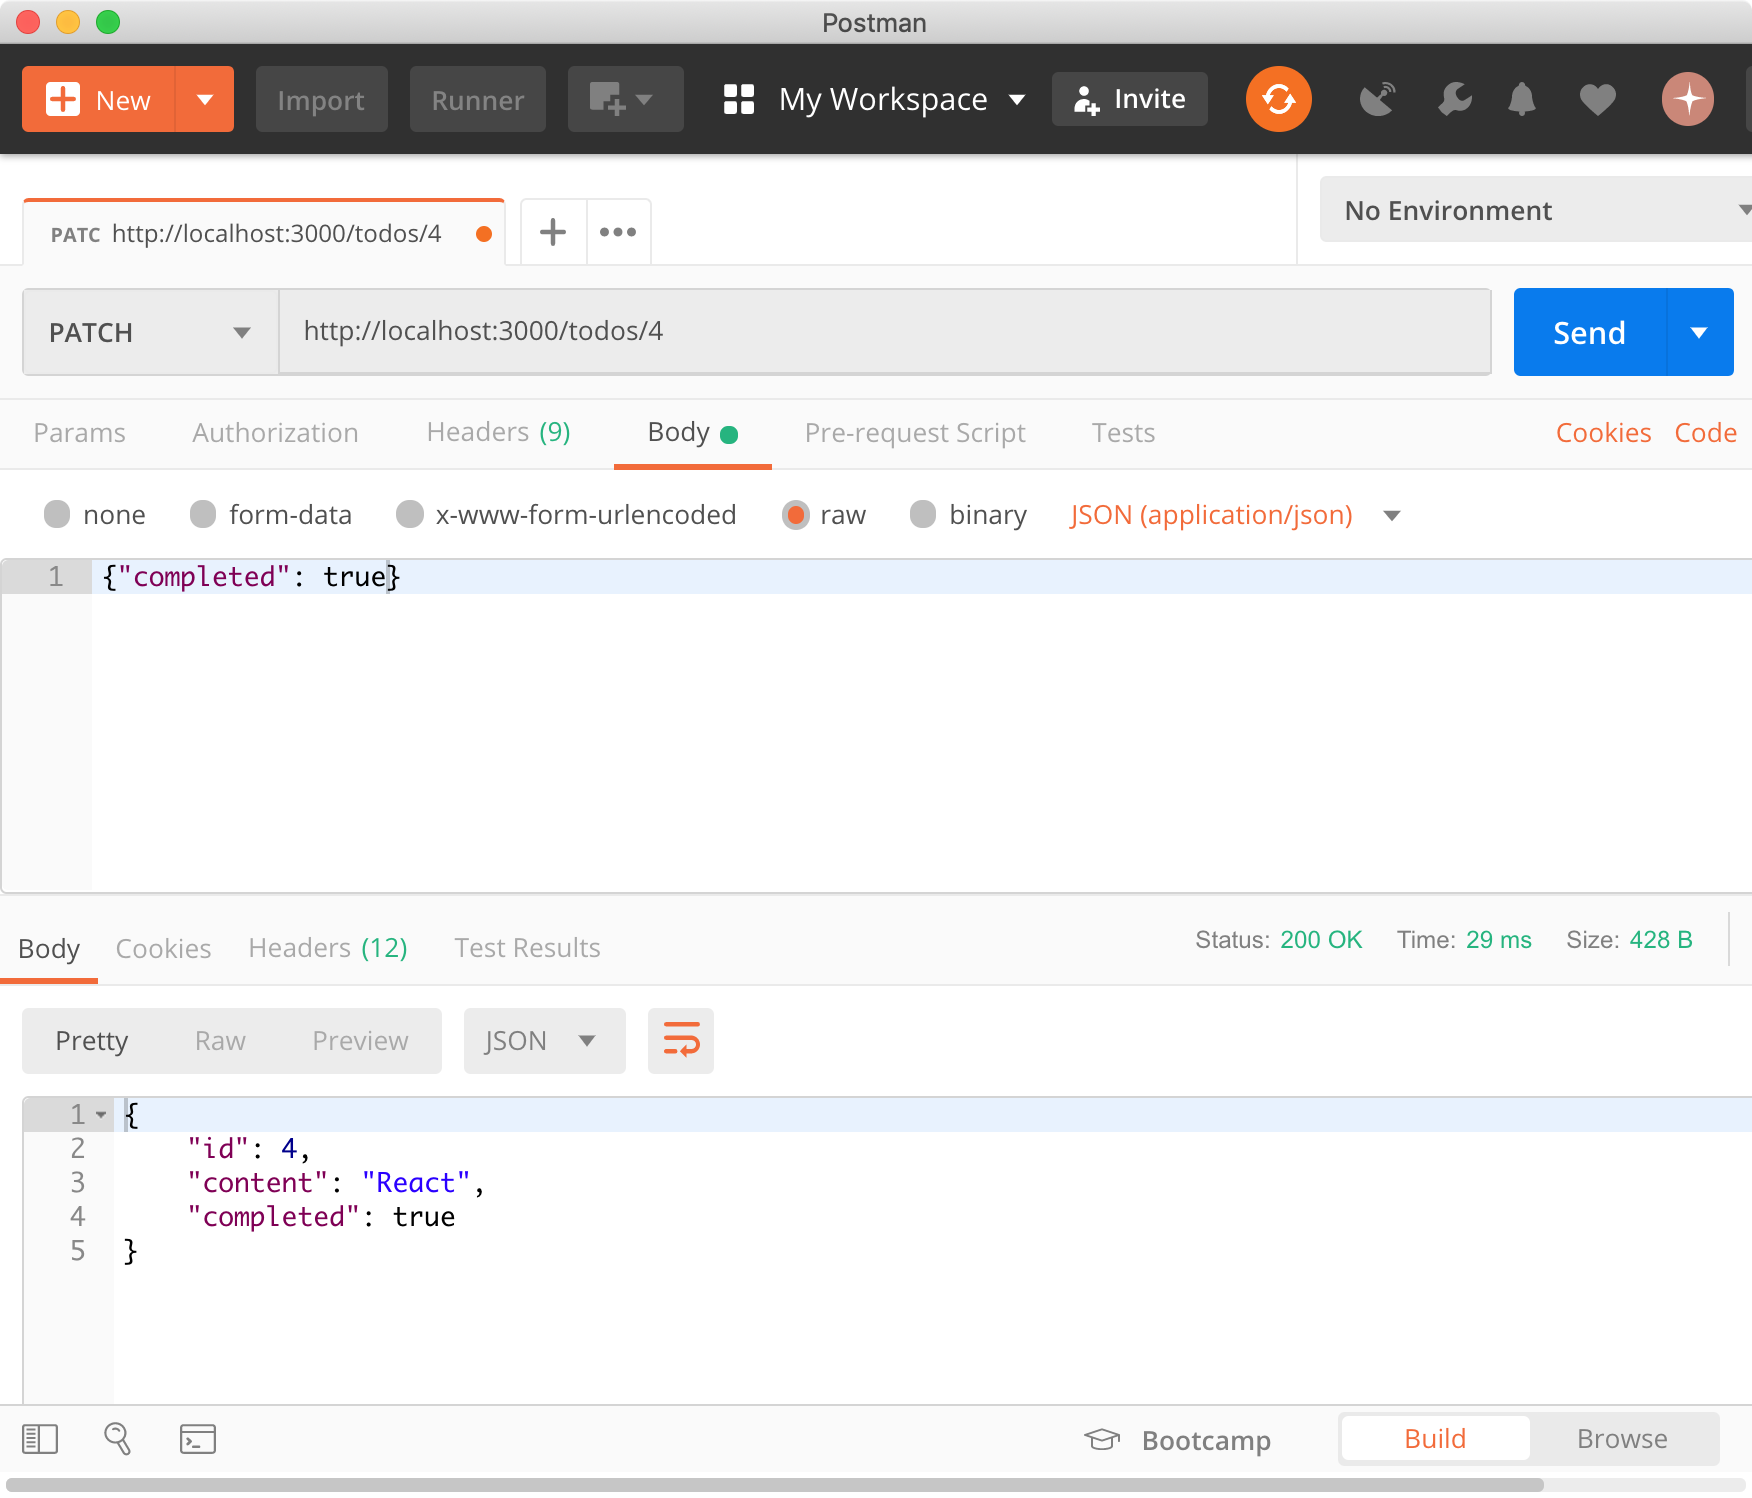 Postman
New Import Runner My Workspace Invite
No Environment
PATC http://localhost:3000/todos/4
PATCH http://localhost:3000/todos/4 Send
Params Authorization Headers (9) Body Pre-request Script Tests Cookies Code
none form-data x-www-form-urlencoded raw binary JSON (application/json)
1 {"completed": true}
Body Cookies Headers (12) Test Results Status: 200 OK Time: 29 ms Size: 428 B
Pretty Raw Preview JSON
1 {
2 "id": 4,
3 "content": "React",
4 "completed": true
5 }
Bootcamp Build Browse